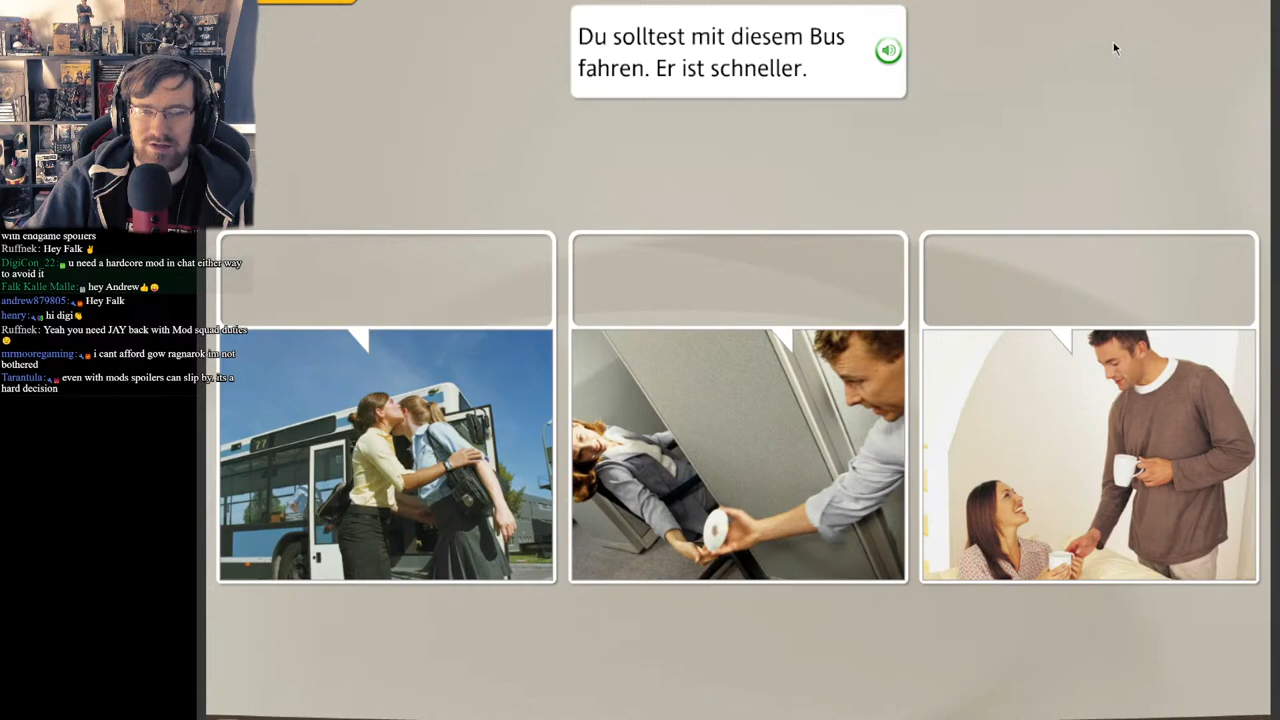 Du solltest mit diesem Bus
fahren. Er ist schneller.
with endgame spoilers
Ruffnek: Hey Falk ✌
DigiCon_22: u need a hardcore mod in chat either way
to avoid it
Falk Kalle Malle: hey Andrew👍😀
andrew879805: Hey Falk
henry: hi digi👋
Ruffnek: Yeah you need JAY back with Mod squad duties
😉
mrmooregaming: i cant afford gow ragnarok im not
bothered
Tarantula: even with mods spoilers can slip by, its a
hard decision
77